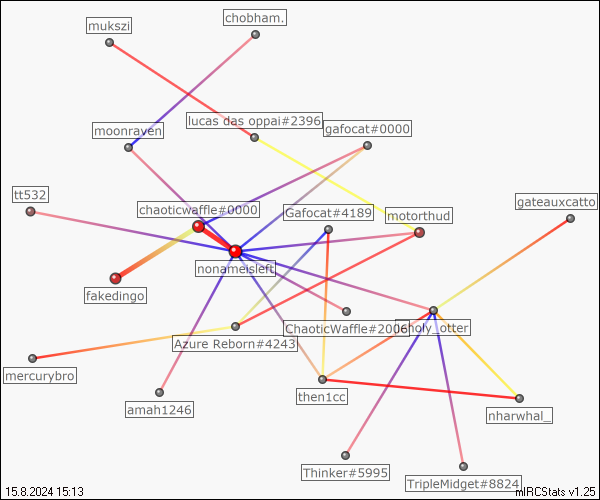 chobham.
mukszi
lucas das oppai#2396
gafocat#0000
moonraven
tt532
gateauxcatto
chaoticwaffle#0000
Gafocat#4189
motorthud
nonameisleft
fakedingo
ChaoticWaffle#2006
holy_otter
Azure Reborn#4243
mercurybro
then1cc
amah1246
nharwhal_
Thinker#5995
TripleMidget#8824
15.8.2024 15:13
mIRCStats v1.25